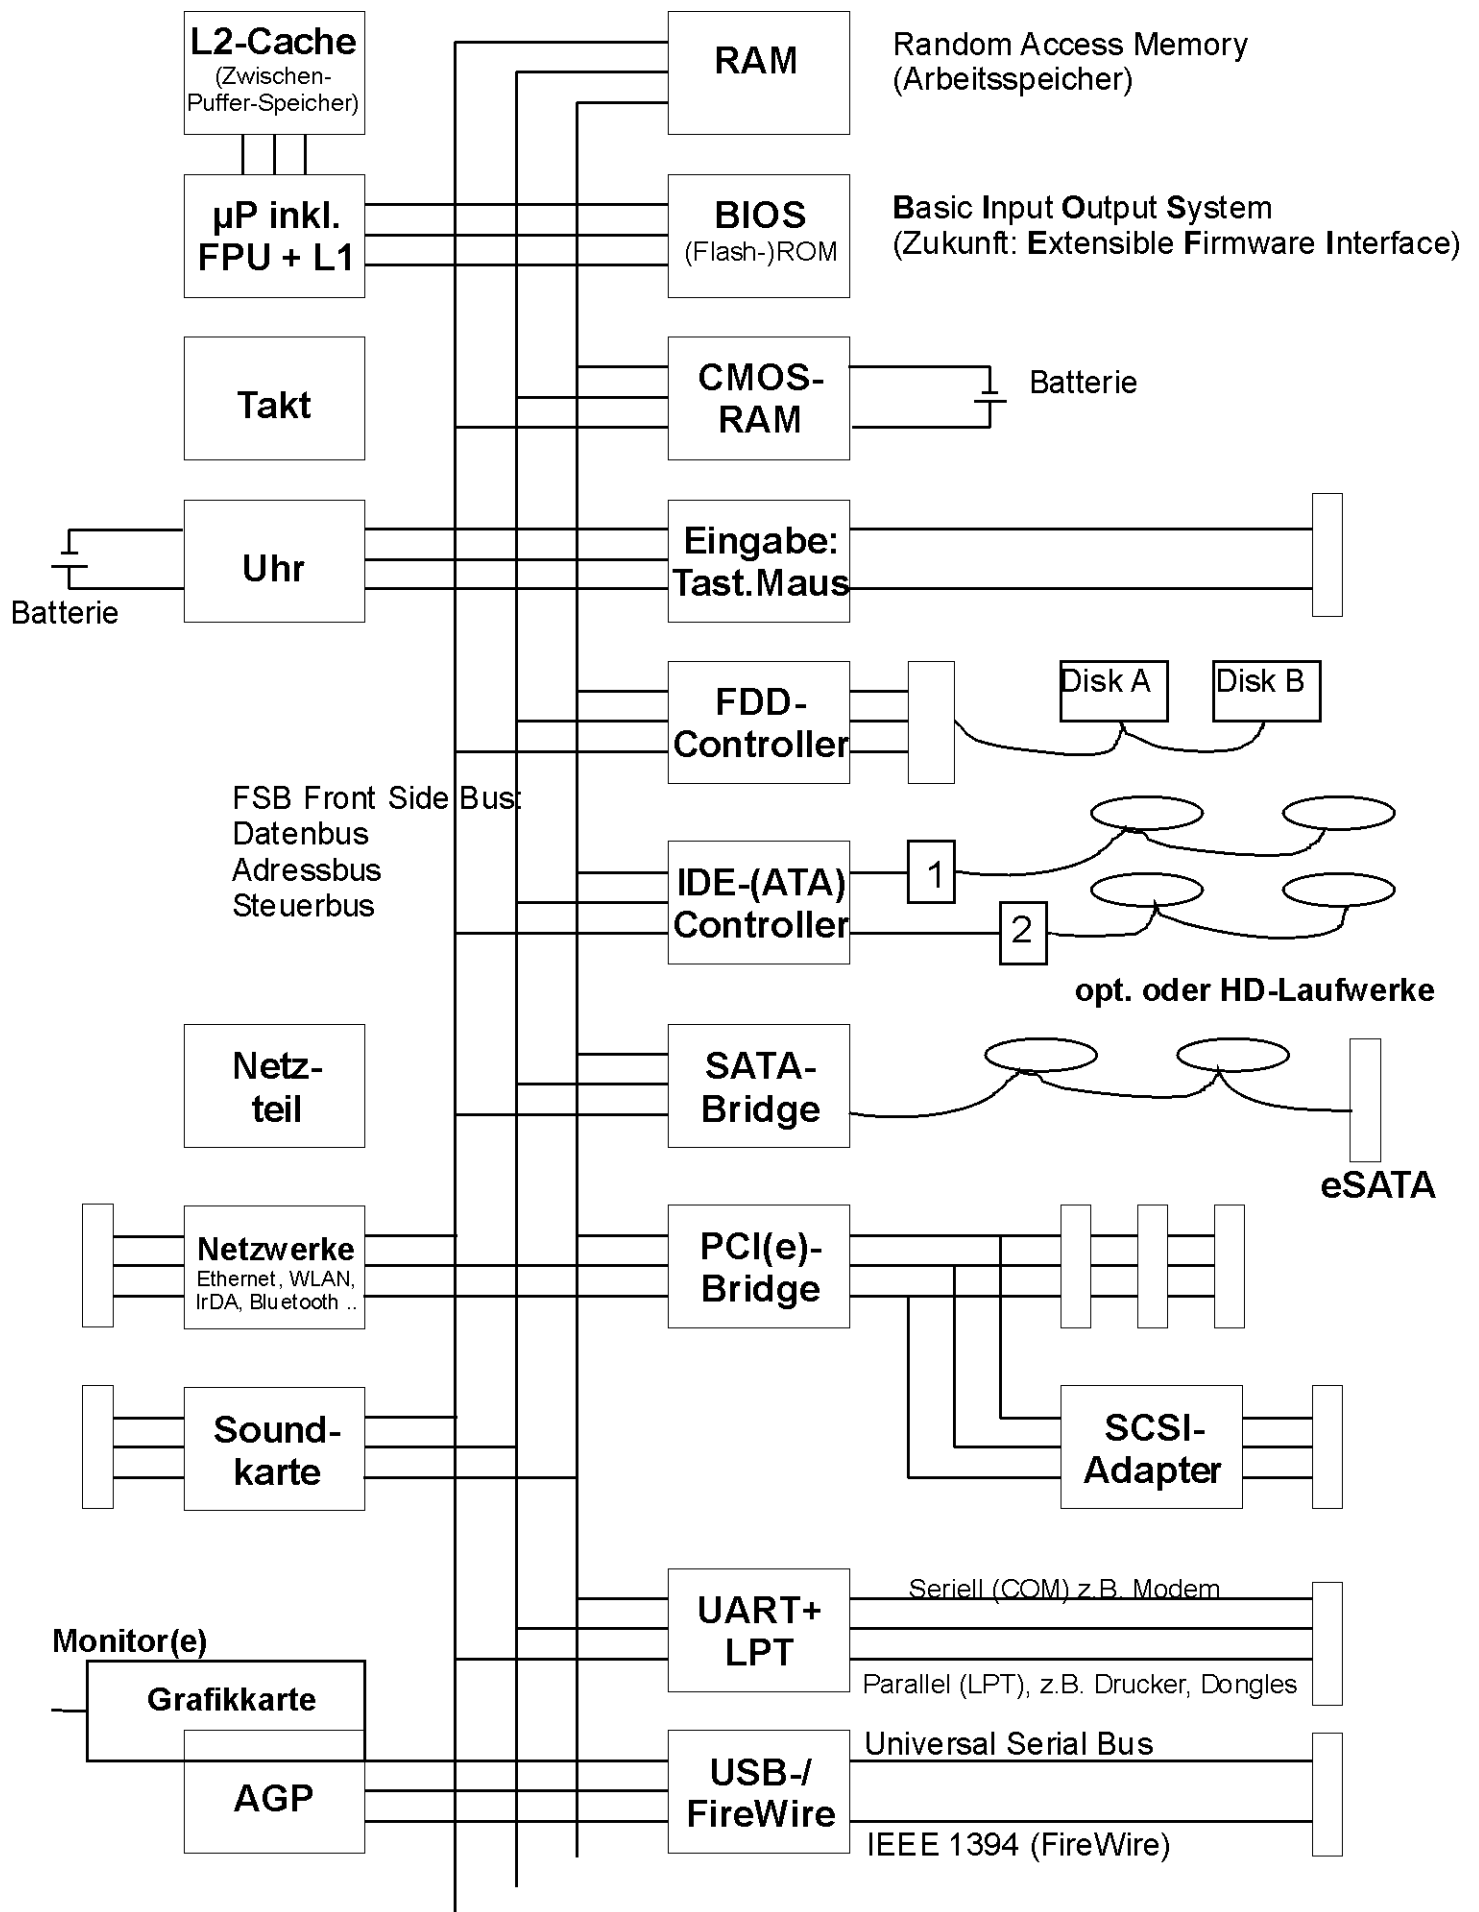 L2-Cache
(Zwischen-
Puffer-Speicher)
RAM
Random Access Memory
(Arbeitsspeicher)
µP inkl.
FPU + L1
BIOS
(Flash-)ROM
Basic Input Output System
(Zukunft: Extensible Firmware Interface)
Takt
CMOS-
RAM
Batterie
Uhr
Batterie
Eingabe:
Tast.Maus
FDD-
Controller
Disk A
Disk B
FSB Front Side Bus:
Datenbus
Adressbus
Steuerbus
IDE-(ATA)
Controller
1
2
opt. oder HD-Laufwerke
Netz-
teil
SATA-
Bridge
eSATA
Netzwerke
Ethernet, WLAN,
IrDA, Bluetooth ..
PCI(e)-
Bridge
Sound-
karte
SCSI-
Adapter
UART+
LPT
Seriell (COM) z.B. Modem
Parallel (LPT), z.B. Drucker, Dongles
Monitor(e)
Grafikkarte
AGP
USB-/
FireWire
Universal Serial Bus
IEEE 1394 (FireWire)